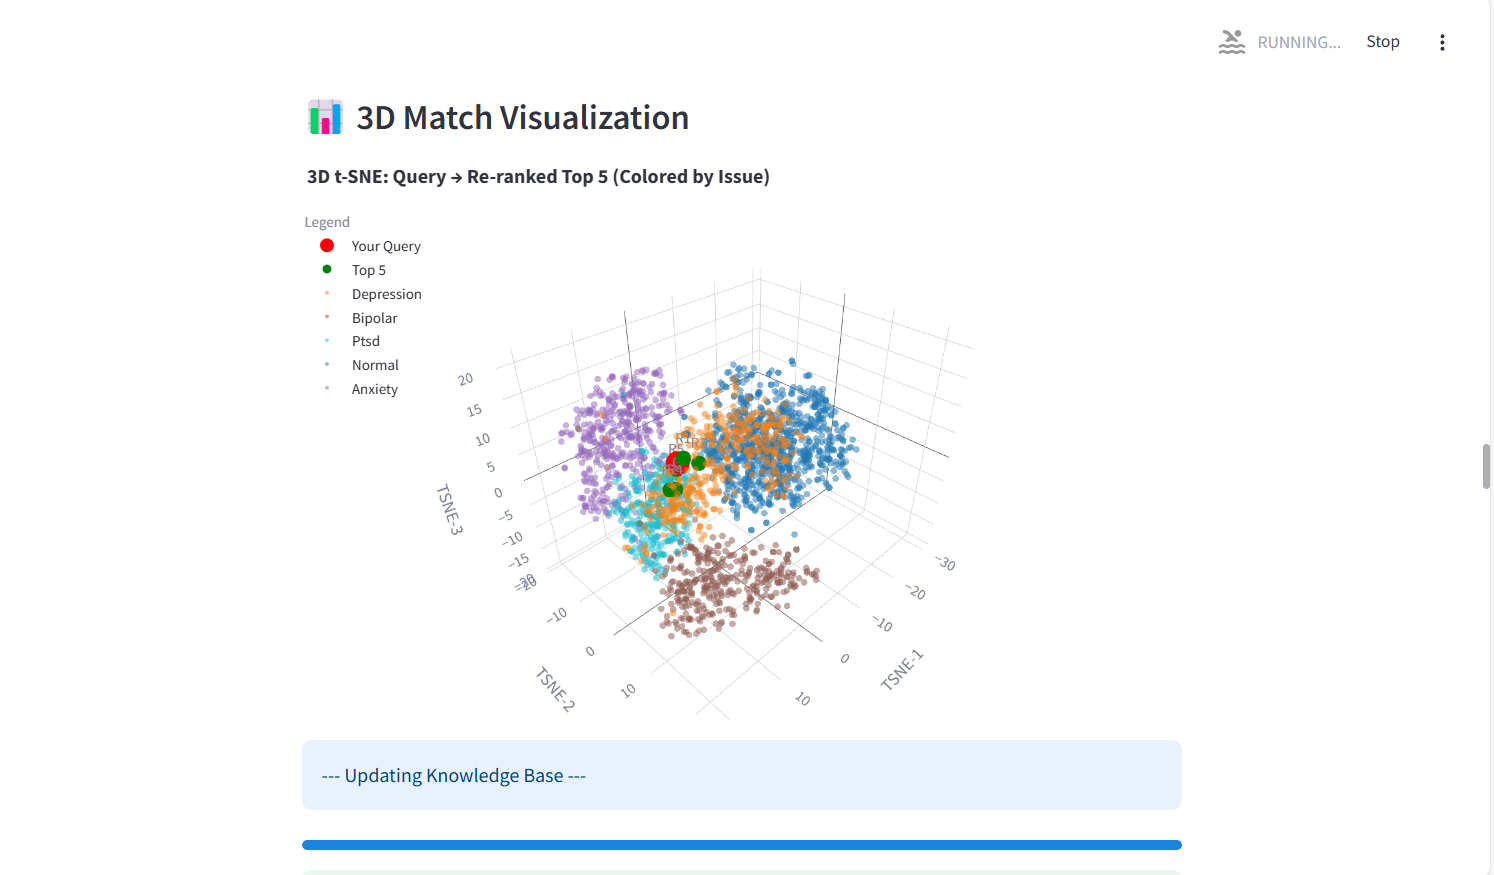 RUNNING...
Stop
3D Match Visualization
3D t-SNE: Query → Re-ranked Top 5 (Colored by Issue)
Legend
Your Query
Top 5
Depression
Bipolar
Ptsd
Normal
Anxiety
20
15
10
5
0
−5
−10
−15
−20
TSNE-3
−20
−10
0
10
TSNE-2
−30
−20
−10
0
10
TSNE-1
--- Updating Knowledge Base ---